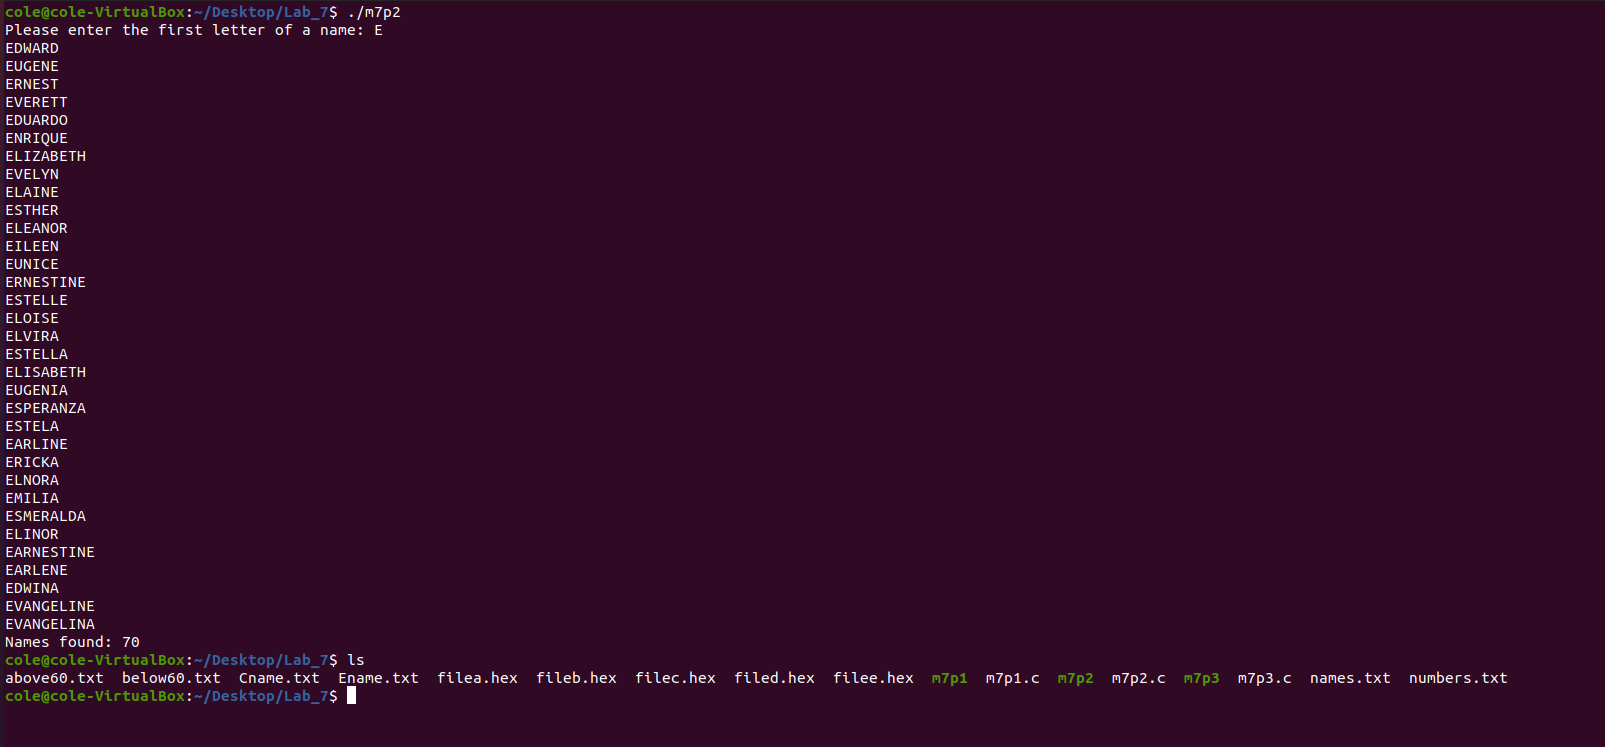 cole@cole-VirtualBox:~/Desktop/Lab_7$ ./m7p2
Please enter the first letter of a name: E
EDWARD
EUGENE
ERNEST
EVERETT
EDUARDO
ENRIQUE
ELIZABETH
EVELYN
ELAINE
ESTHER
ELEANOR
EILEEN
EUNICE
ERNESTINE
ESTELLE
ELOISE
ELVIRA
ESTELLA
ELISABETH
EUGENIA
ESPERANZA
ESTELA
EARLINE
ERICKA
ELNORA
EMILIA
ESMERALDA
ELINOR
EARNESTINE
EARLENE
EDWINA
EVANGELINE
EVANGELINA
Names found: 70
cole@cole-VirtualBox:~/Desktop/Lab_7$ ls
above60.txt  below60.txt  Cname.txt  Ename.txt  filea.hex  fileb.hex  filec.hex  filed.hex  filee.hex  m7p1  m7p1.c  m7p2  m7p2.c  m7p3  m7p3.c  names.txt  numbers.txt
cole@cole-VirtualBox:~/Desktop/Lab_7$